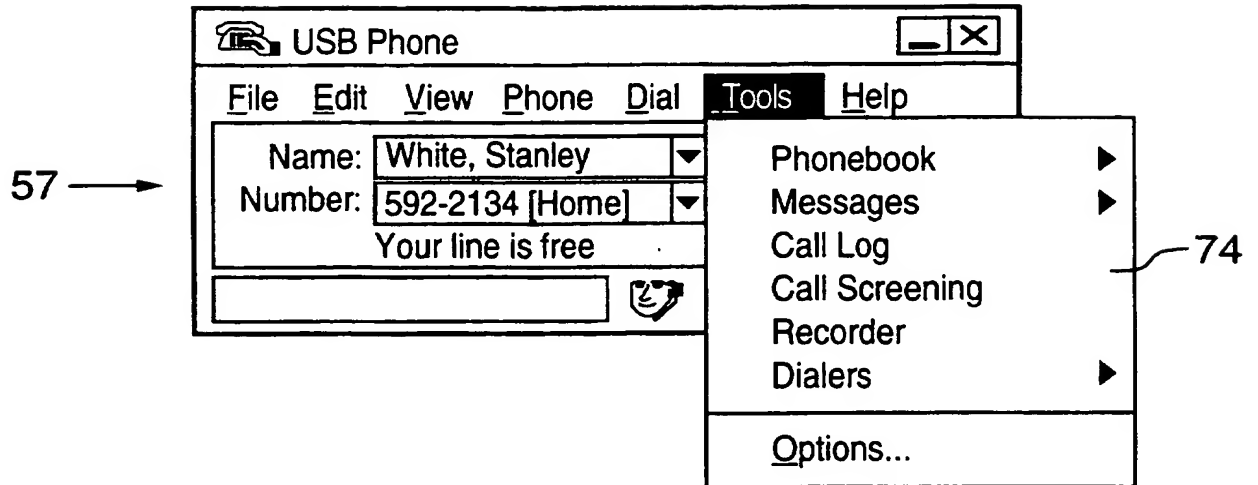 USB Phone
File Edit View Phone Dial Tools Help
Name: White, Stanley
Number: 592-2134 [Home]
Your line is free
Phonebook
Messages
Call Log
Call Screening
Recorder
Dialers
Options...
57
74